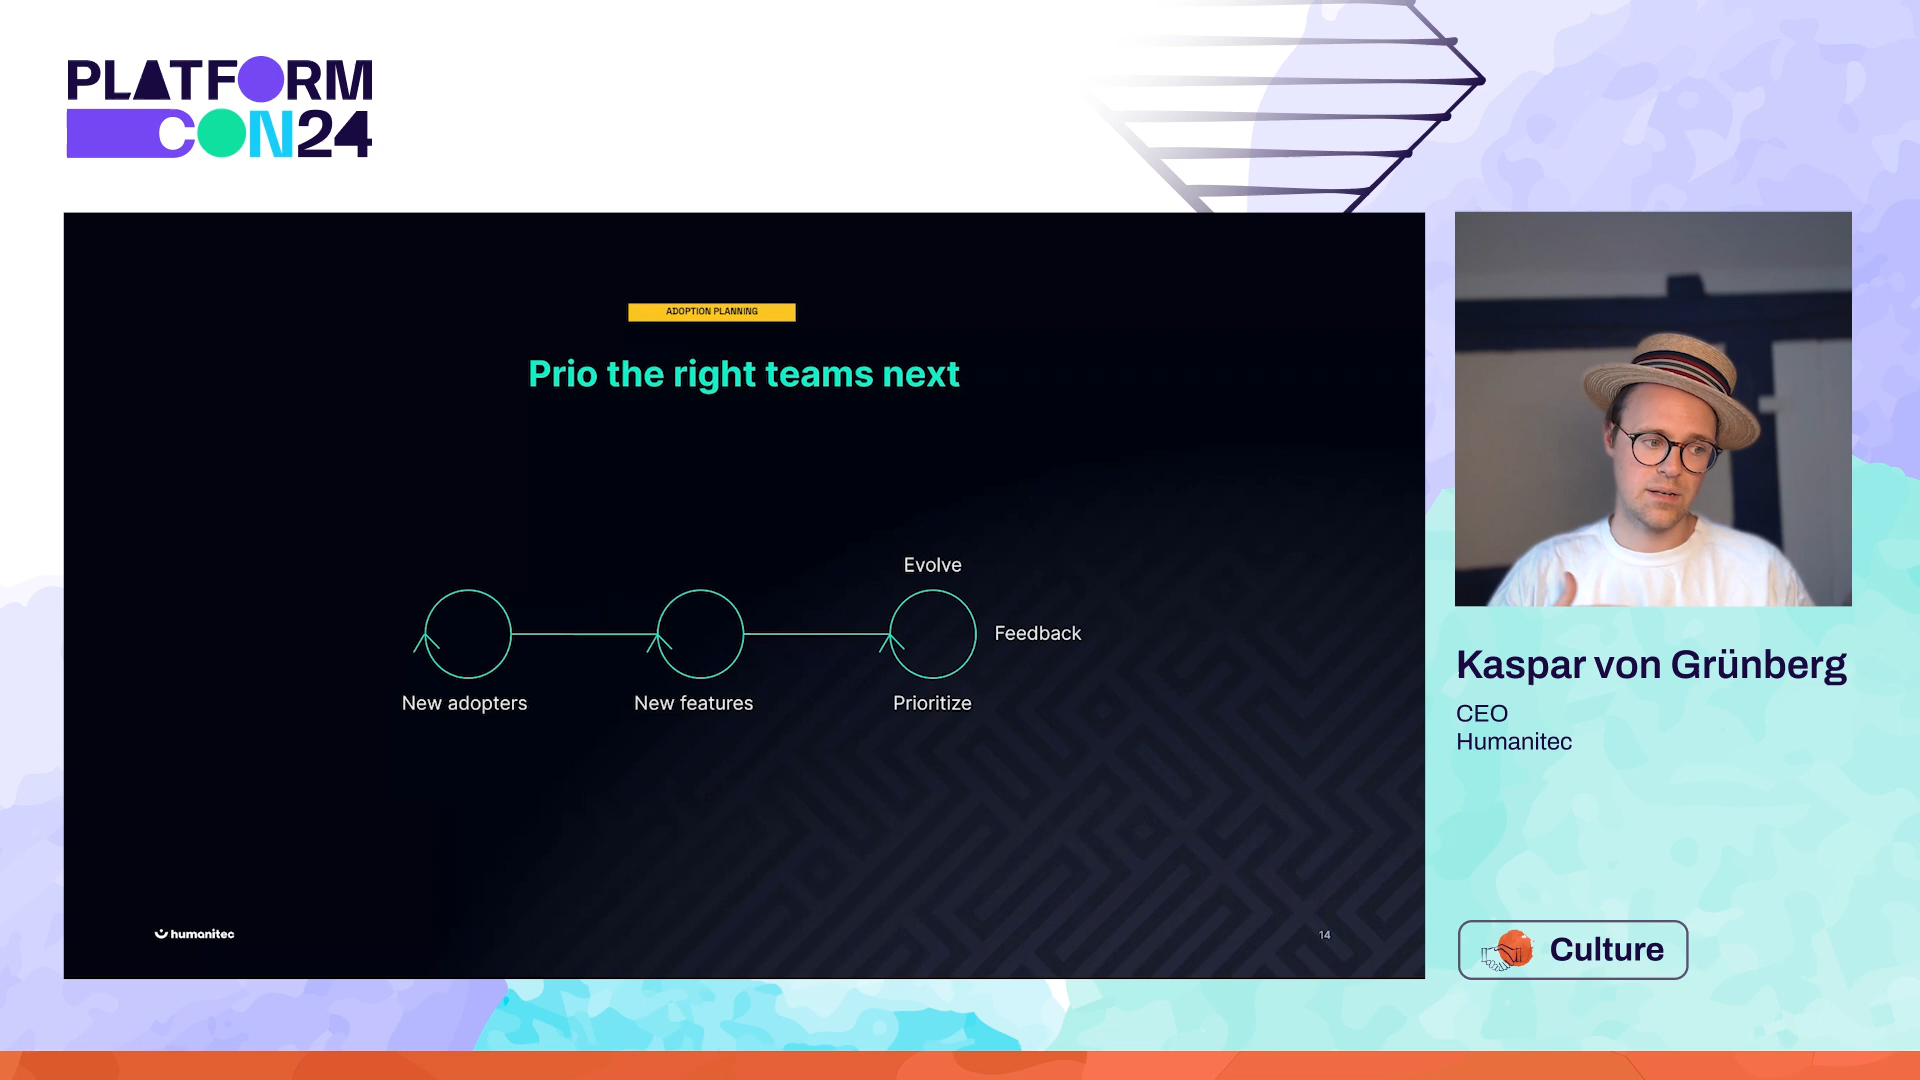 PLATFORM
CON24
ADOPTION PLANNING
Prio the right teams next
Evolve
Feedback
New adopters
New features
Prioritize
humanitec
14
Kaspar von Grünberg
CEO
Humanitec
Culture